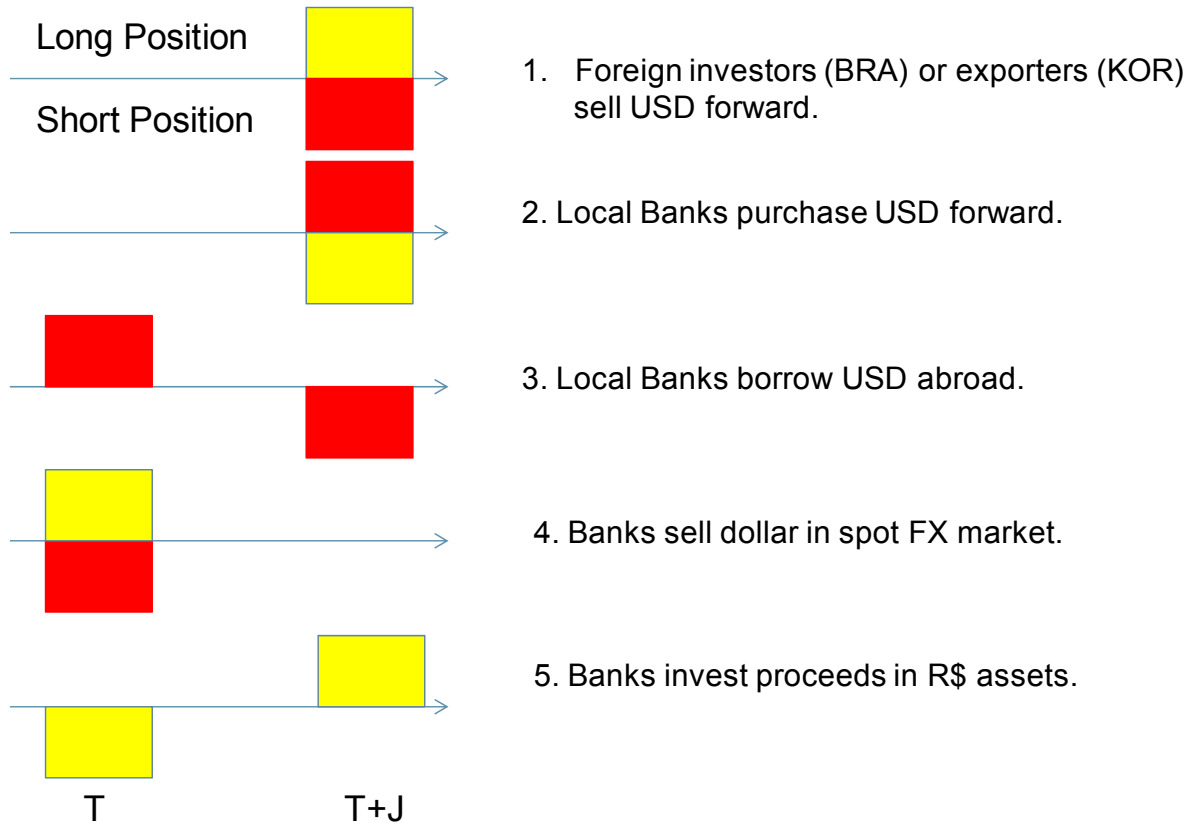 Long Position
Short Position
1. Foreign investors (BRA) or exporters (KOR)
sell USD forward.
2. Local Banks purchase USD forward.
3. Local Banks borrow USD abroad.
4. Banks sell dollar in spot FX market.
5. Banks invest proceeds in R$ assets.
T
T+J